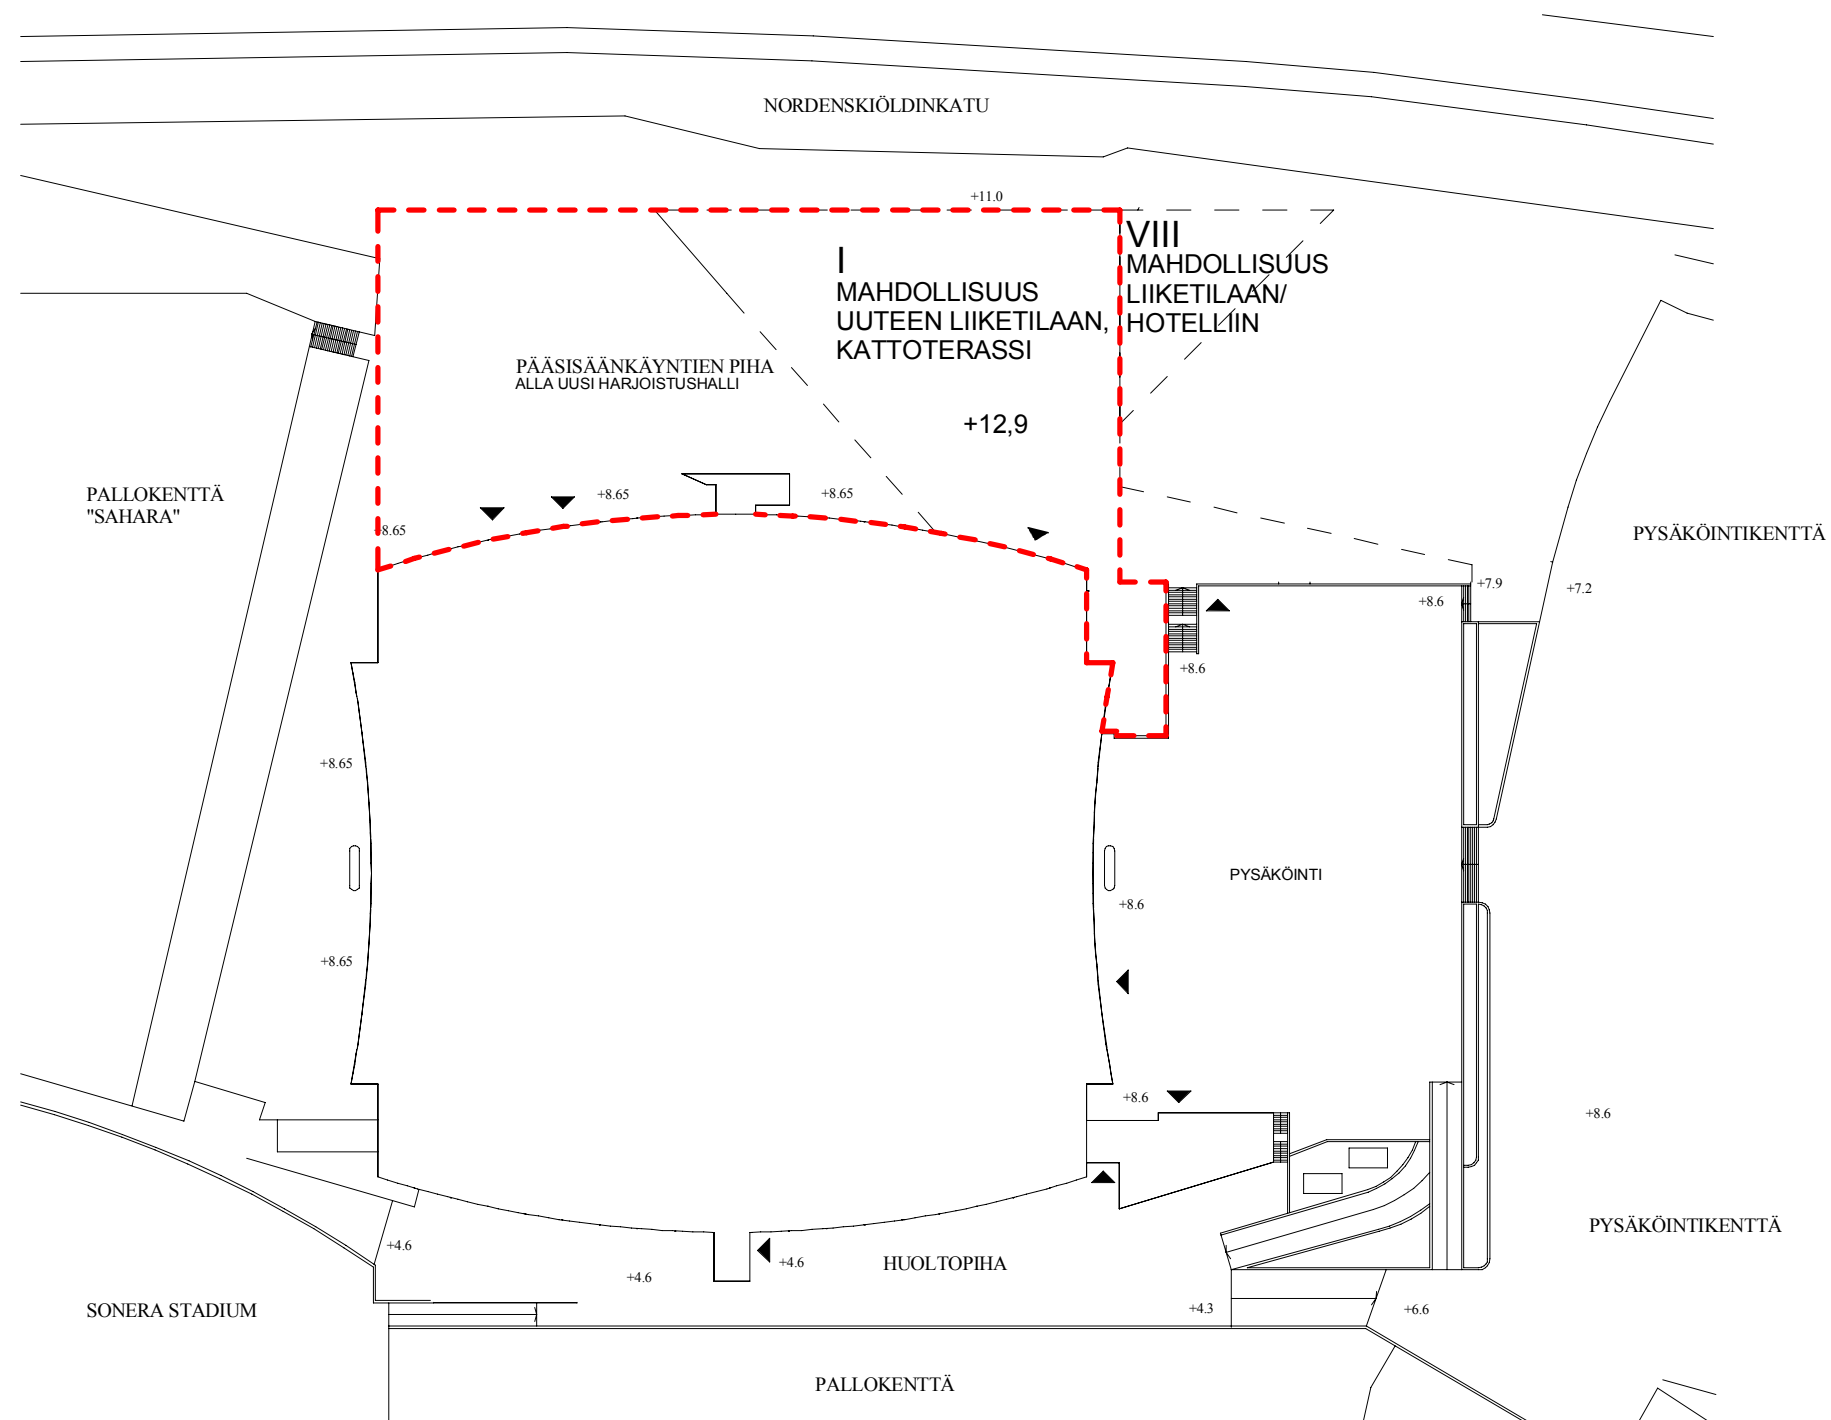 NORDENSKIÖLDINKATU
+11.0
I
MAHDOLLISUUS
UUTEEN LIIKETILAAN,
KATTOTERASSI
VIII
MAHDOLLISUUS
LIIKETILAAN/
HOTELLIIN
PÄÄSISÄÄNKÄYNTIEN PIHA
ALLA UUSI HARJOISTUSHALLI
+12,9
PALLOKENTTÄ
"SAHARA"
+8.65
+8.65
+8.65
PYSÄKÖINTIKENTTÄ
+7.9
+7.2
+8.6
+8.6
+8.65
PYSÄKÖINTI
+8.6
+8.65
+8.6
+8.6
PYSÄKÖINTIKENTTÄ
+4.6
+4.6
+4.6
HUOLTOPIHA
SONERA STADIUM
+4.3
+6.6
PALLOKENTTÄ